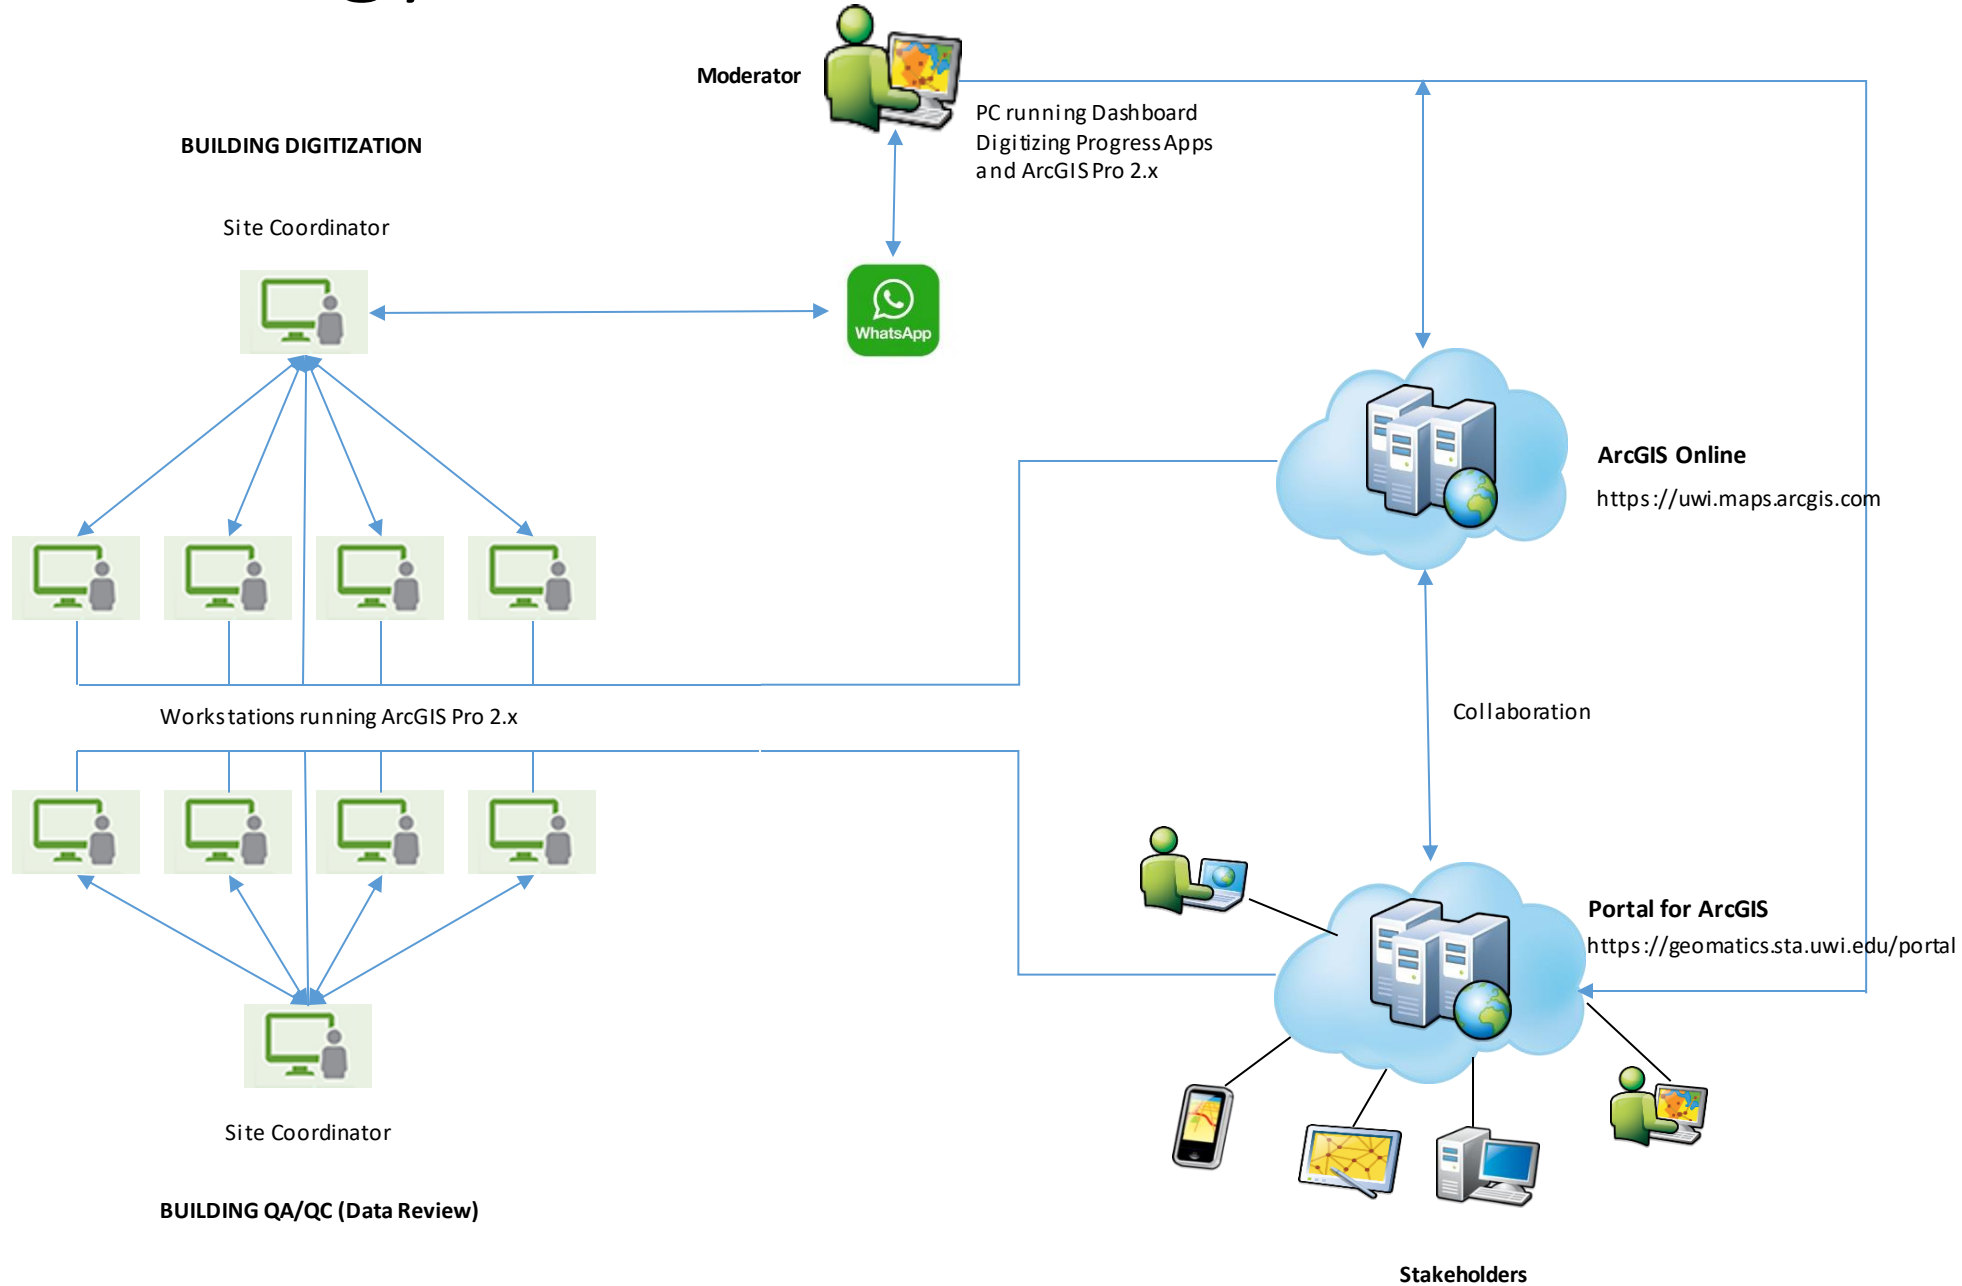 Moderator
PC running Dashboard
Digitizing Progress Apps
and ArcGIS Pro 2.x
BUILDING DIGITIZATION
Site Coordinator
WhatsApp
ArcGIS Online
https://uwi.maps.arcgis.com
Workstations running ArcGIS Pro 2.x
Collaboration
Portal for ArcGIS
https://geomatics.sta.uwi.edu/portal
Site Coordinator
BUILDING QA/QC (Data Review)
Stakeholders